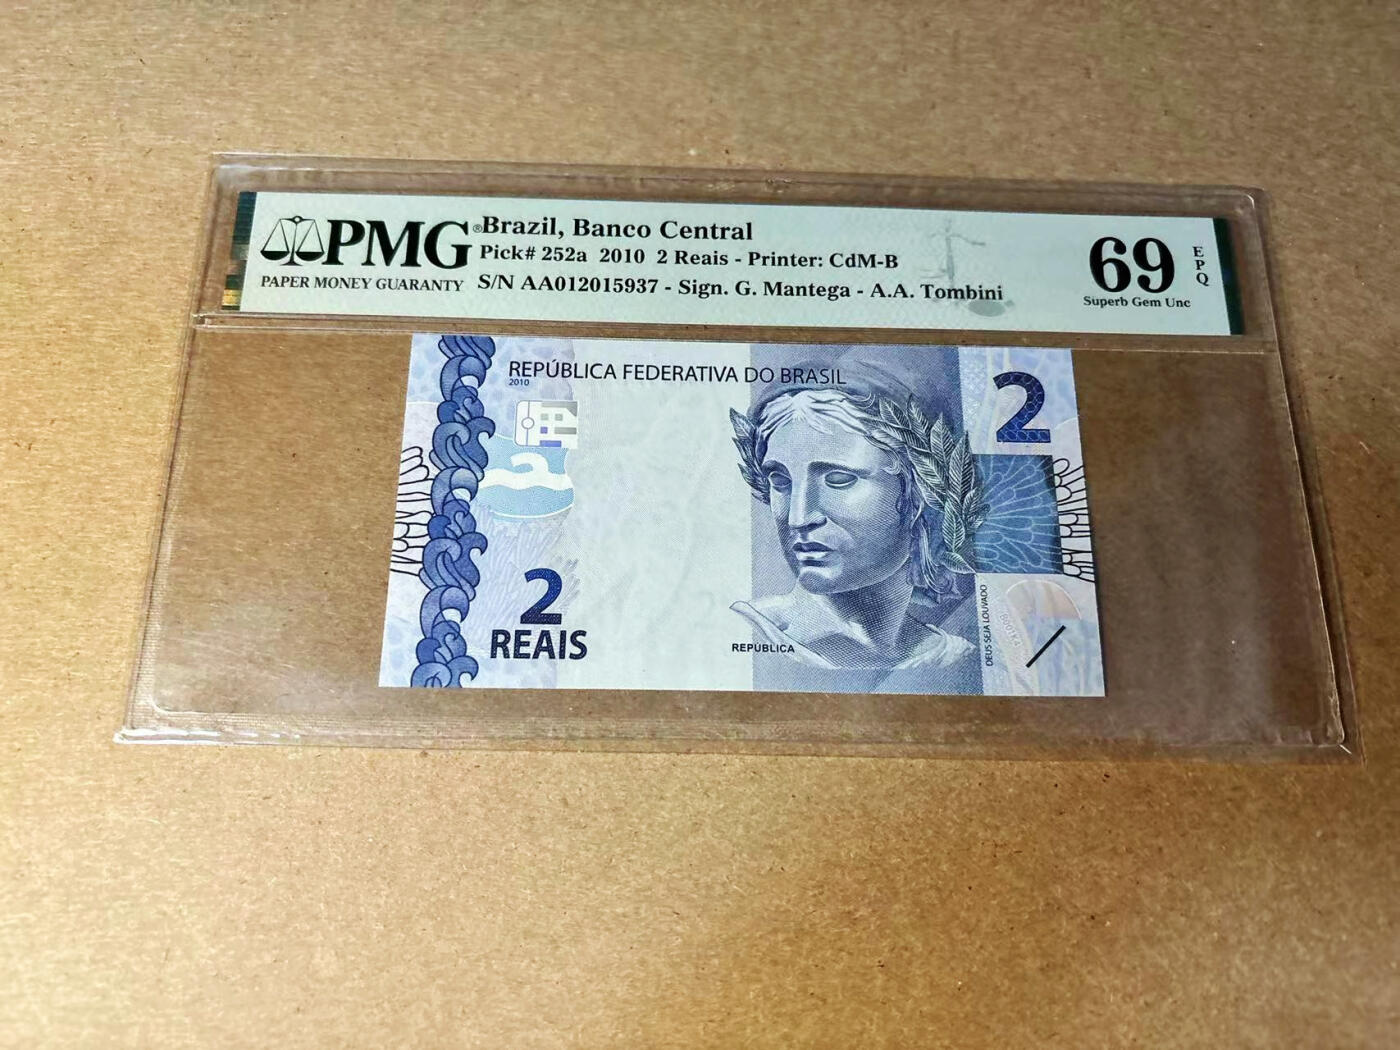 PMG®
PAPER MONEY GUARANTY
Brazil, Banco Central
Pick# 252a 2010 2 Reais - Printer: CdM-B
S/N AA012015937 - Sign. G. Mantega - A.A. Tombini
69
EPQ
Superb Gem Unc
REPÚBLICA FEDERATIVA DO BRASIL
2010
2
2
REAIS
REPÚBLICA
DEUS SEJA LOUVADO